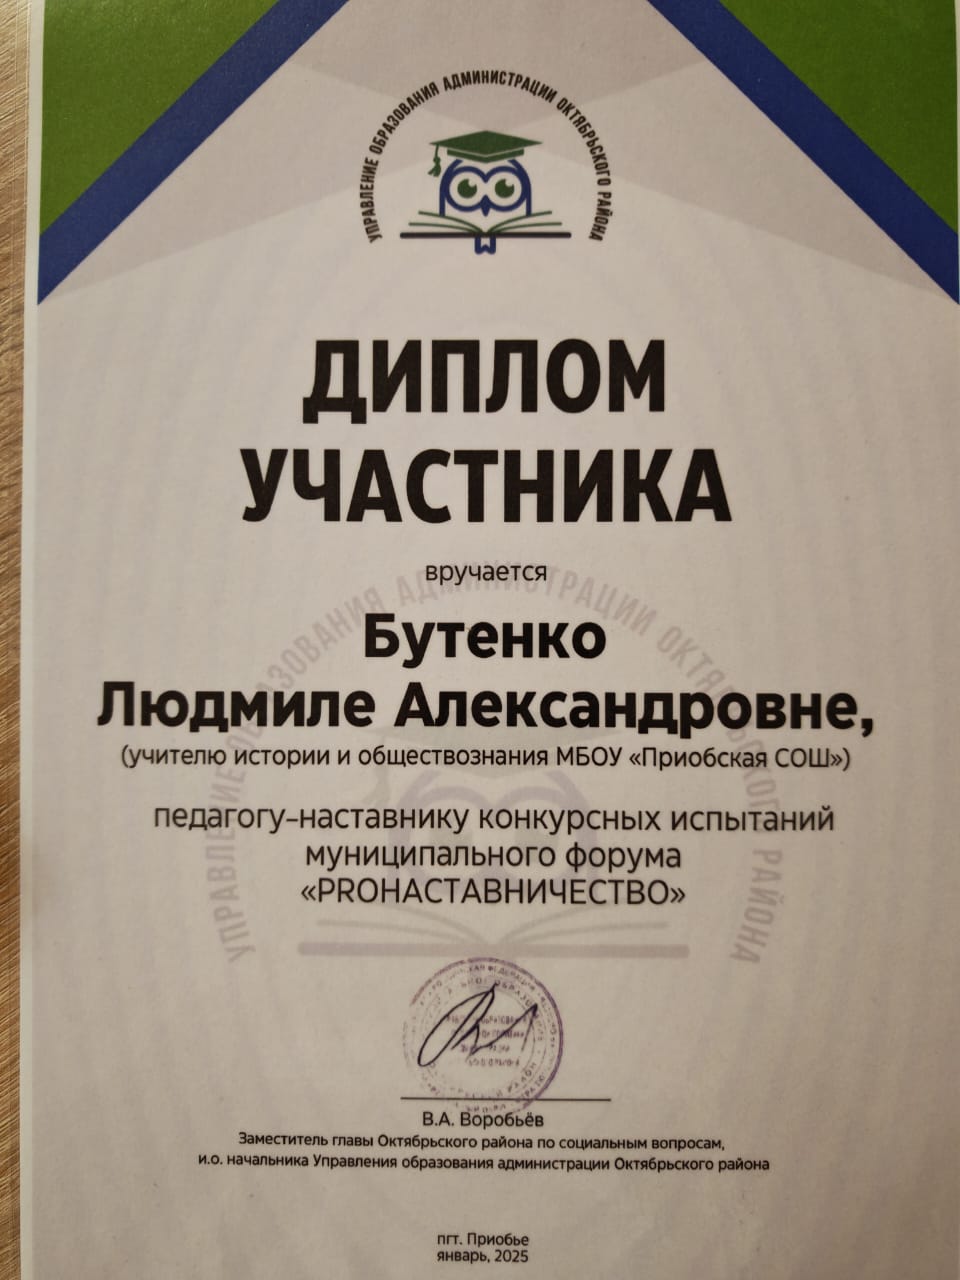 УПРАВЛЕНИЕ ОБРАЗОВАНИЯ АДМИНИСТРАЦИИ ОКТЯБРЬСКОГО РАЙОНА
ДИПЛОМ
УЧАСТНИКА
вручается
Бутенко
Людмиле Александровне,
(учителю истории и обществознания МБОУ «Приобская СОШ»)
педагогу-наставнику конкурсных испытаний
муниципального форума
«PROНАСТАВНИЧЕСТВО»
В.А. Воробьёв
Заместитель главы Октябрьского района по социальным вопросам,
и.о. начальника Управления образования администрации Октябрьского района
пгт. Приобье
январь, 2025